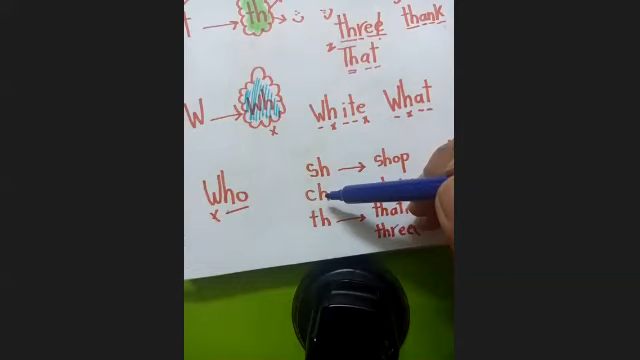 th
three thank
That
W Wh White What
sh → shop
Who ch
th → that
three